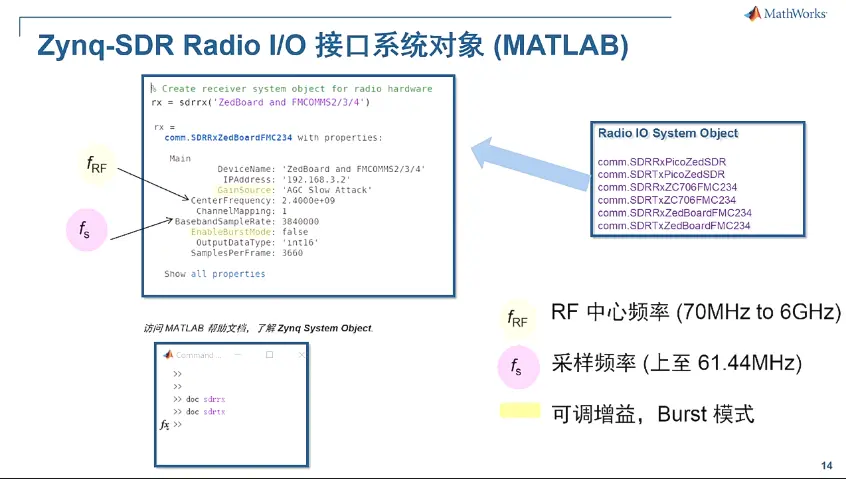 MathWorks
Zynq-SDR Radio I/O 接口系统对象 (MATLAB)
% Create receiver system object for radio hardware
rx = sdrrx('ZedBoard and FMCOMMS2/3/4')
rx =
comm.SDRRxZedBoardFMC234 with properties:
Main
DeviceName: 'ZedBoard and FMCOMMS2/3/4'
IPAddress: '192.168.3.2'
GainSource: 'AGC Slow Attack'
CenterFrequency: 2.4000e+09
ChannelMapping: 1
BasebandSampleRate: 3840000
EnableBurstMode: false
OutputDataType: 'int16'
SamplesPerFrame: 3660
Show all properties
fRF
fs
Radio IO System Object
comm.SDRRxPicoZedSDR
comm.SDRTxPicoZedSDR
comm.SDRRxZC706FMC234
comm.SDRTxZC706FMC234
comm.SDRRxZedBoardFMC234
comm.SDRTxZedBoardFMC234
访问 MATLAB 帮助文档，了解 Zynq System Object.
Command ...
>>
>>
>> doc sdrrx
>> doc sdrtx
fx >>
fRF RF 中心频率 (70MHz to 6GHz)
fs 采样频率 (上至 61.44MHz)
可调增益，Burst 模式
14